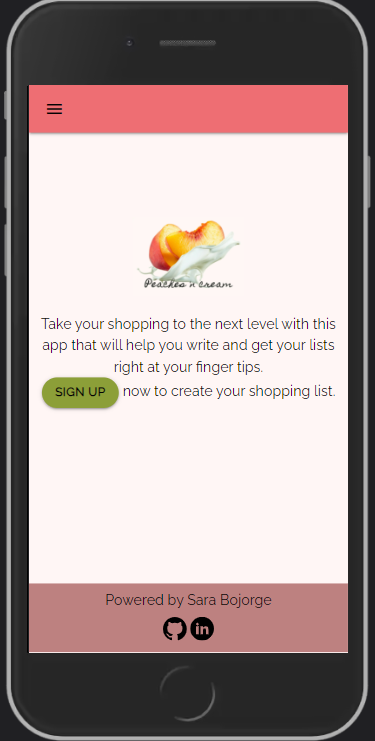 Peaches n cream
Take your shopping to the next level with this
app that will help you write and get your lists
right at your finger tips.
SIGN UP now to create your shopping list.
Powered by Sara Bojorge
in